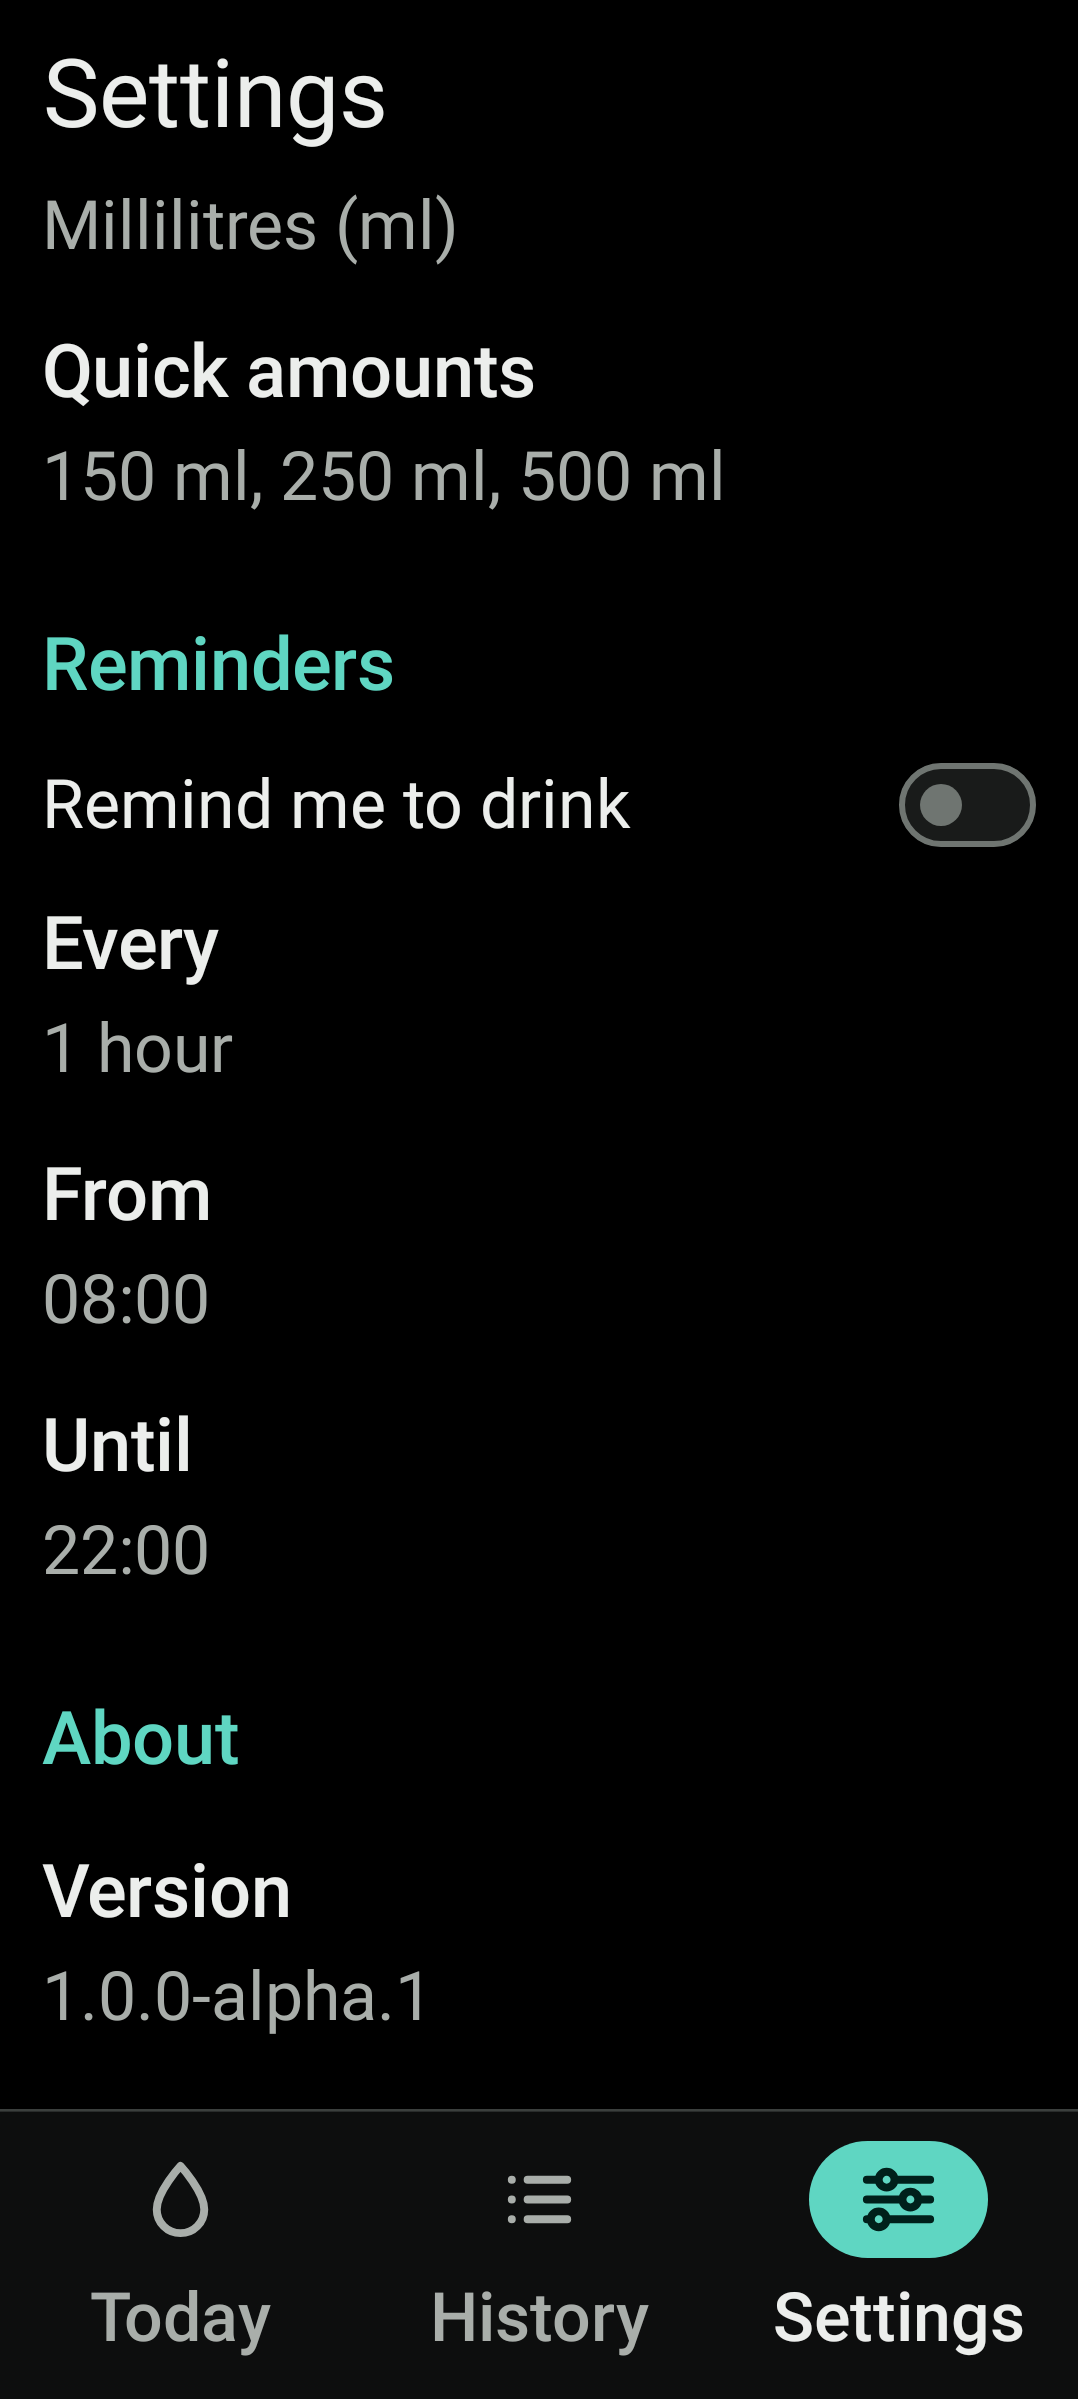 Settings
Millilitres (ml)
Quick amounts
150 ml, 250 ml, 500 ml
Reminders
Remind me to drink
Every
1 hour
From
08:00
Until
22:00
About
Version
1.0.0-alpha.1
Today
History
Settings